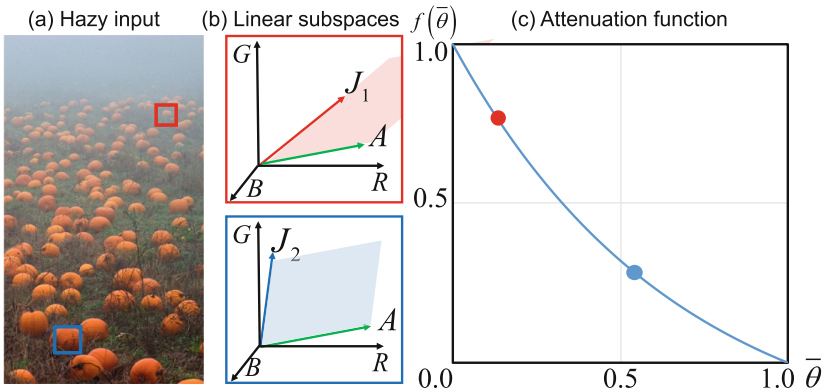 (a) Hazy input
(b) Linear subspaces
f(θ̅)
(c) Attenuation function
G
J₁
A
B
R
G
J₂
A
B
R
1.0
0.5
0.0
0.5
1.0
θ̅